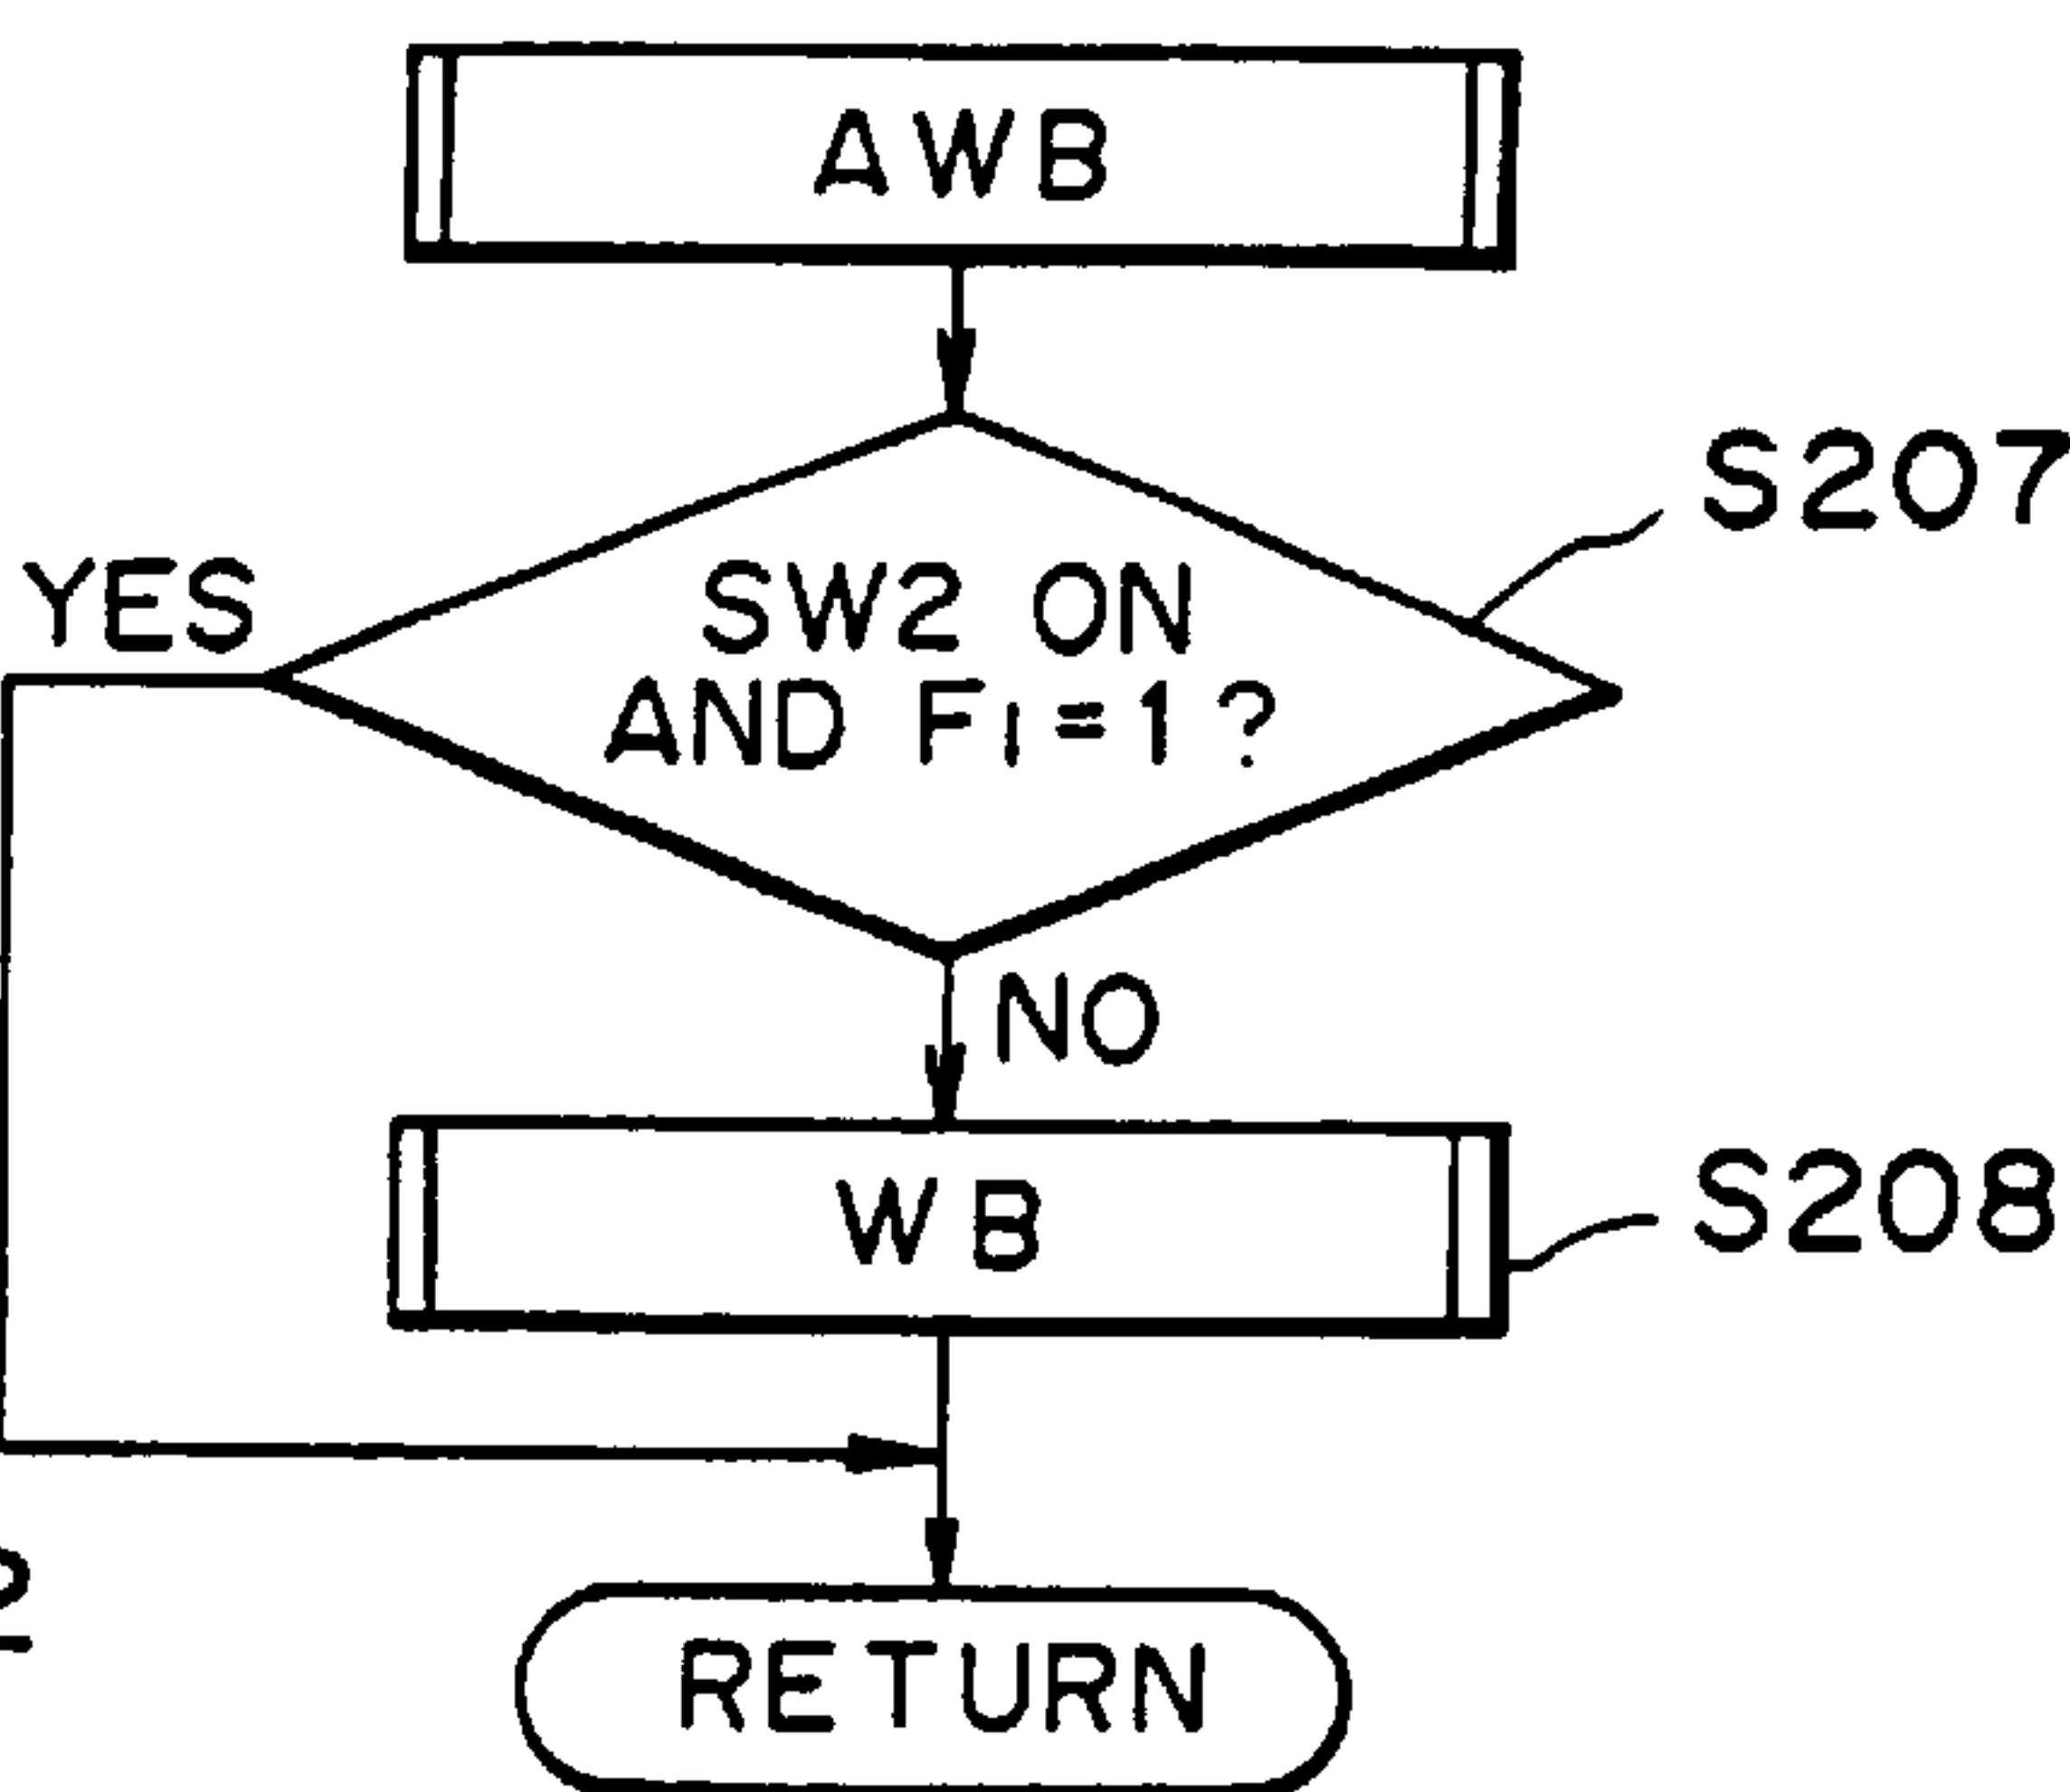 AWB
S207
YES
SW2 ON
AND F1=1 ?
NO
WB
S208
RETURN